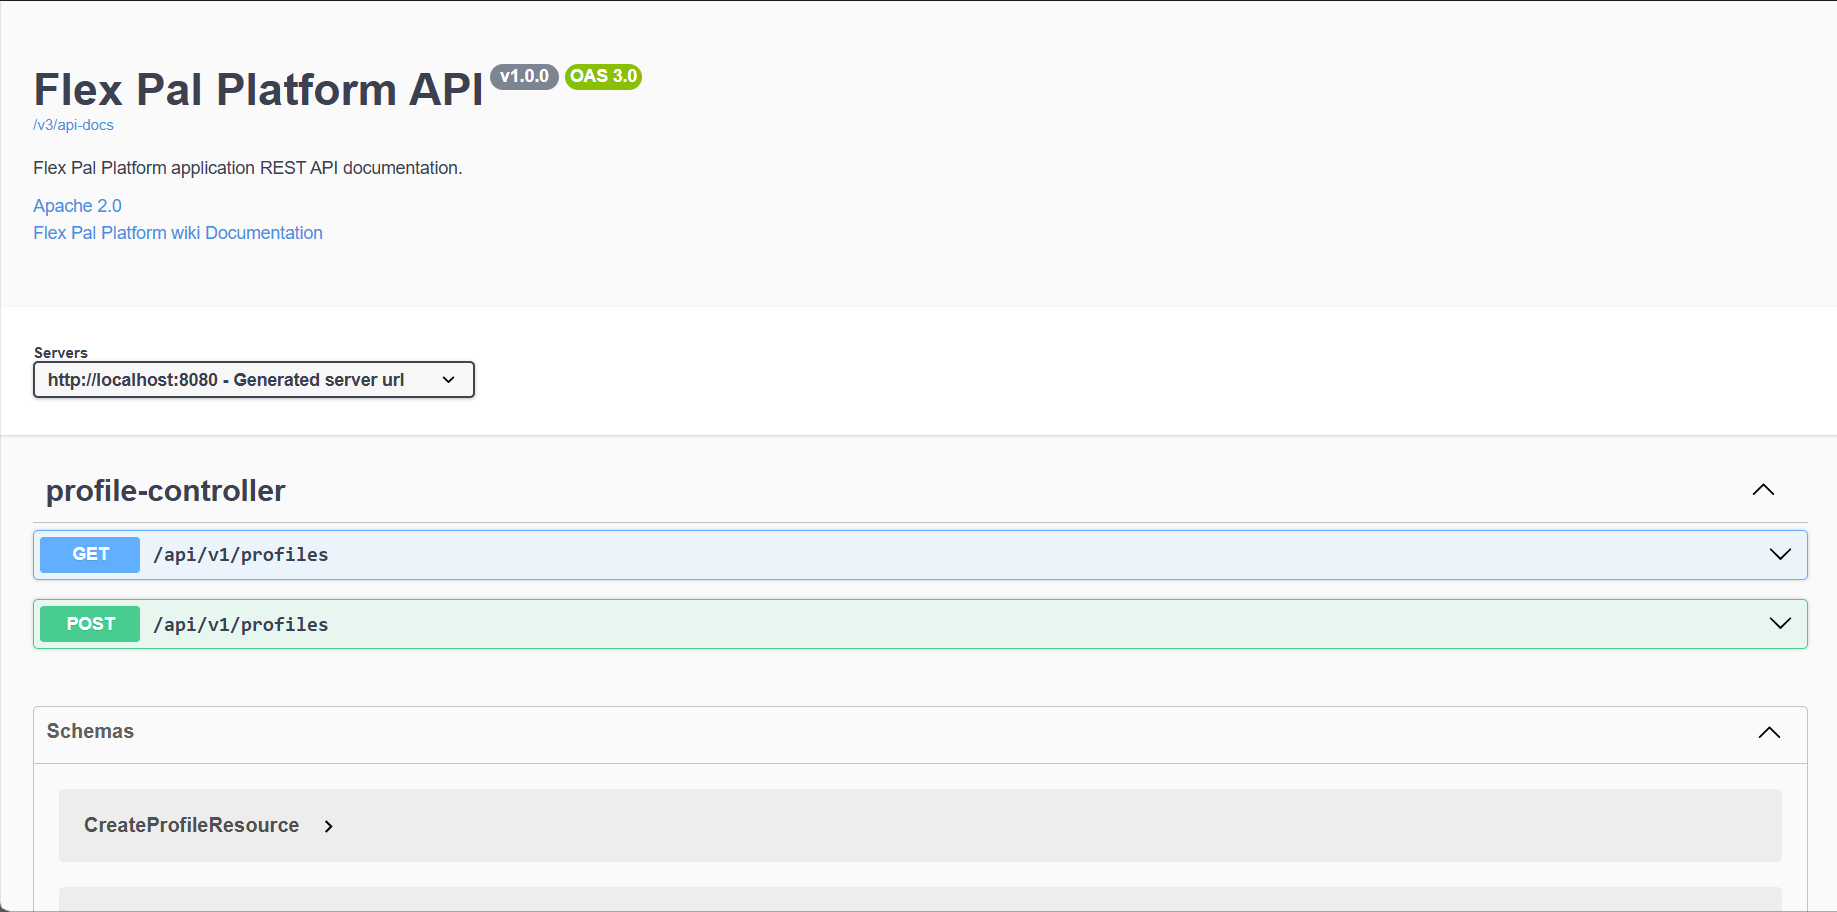 Flex Pal Platform API v1.0.0 OAS 3.0
/v3/api-docs
Flex Pal Platform application REST API documentation.
Apache 2.0
Flex Pal Platform wiki Documentation
Servers
http://localhost:8080 - Generated server url
profile-controller
GET /api/v1/profiles
POST /api/v1/profiles
Schemas
CreateProfileResource